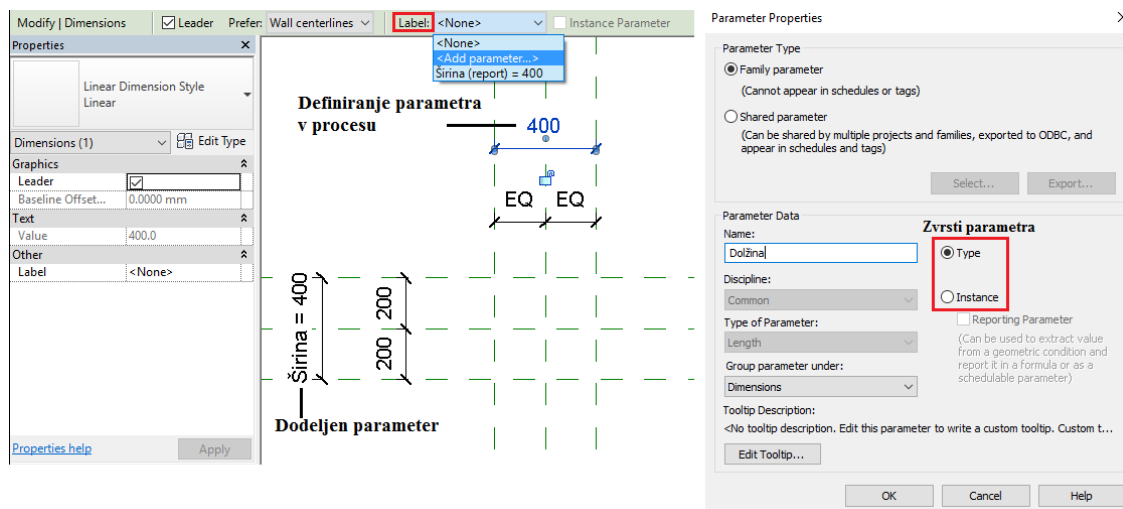 Modify | Dimensions
Leader
Prefer:
Wall centerlines
Label:
<None>
Instance Parameter
<None>
<Add parameter...>
Širina (report) = 400
Properties
Linear Dimension Style
Linear
Dimensions (1)
Edit Type
Graphics
Leader
Baseline Offset...
0.0000 mm
Text
Value
400.0
Other
Label
<None>
Properties help
Apply
Definiranje parametra
v procesu
400
EQ
EQ
Širina = 400
200
200
Dodeljen parameter
Parameter Properties
Parameter Type
Family parameter
(Cannot appear in schedules or tags)
Shared parameter
(Can be shared by multiple projects and families, exported to ODBC, and
appear in schedules and tags)
Select...
Export...
Parameter Data
Name:
Dolžina
Zvrsti parametra
Type
Discipline:
Common
Instance
Type of Parameter:
Length
Reporting Parameter
(Can be used to extract value
from a geometric condition and
report it in a formula or as a
schedulable parameter)
Group parameter under:
Dimensions
Tooltip Description:
<No tooltip description. Edit this parameter to write a custom tooltip. Custom t...
Edit Tooltip...
OK
Cancel
Help